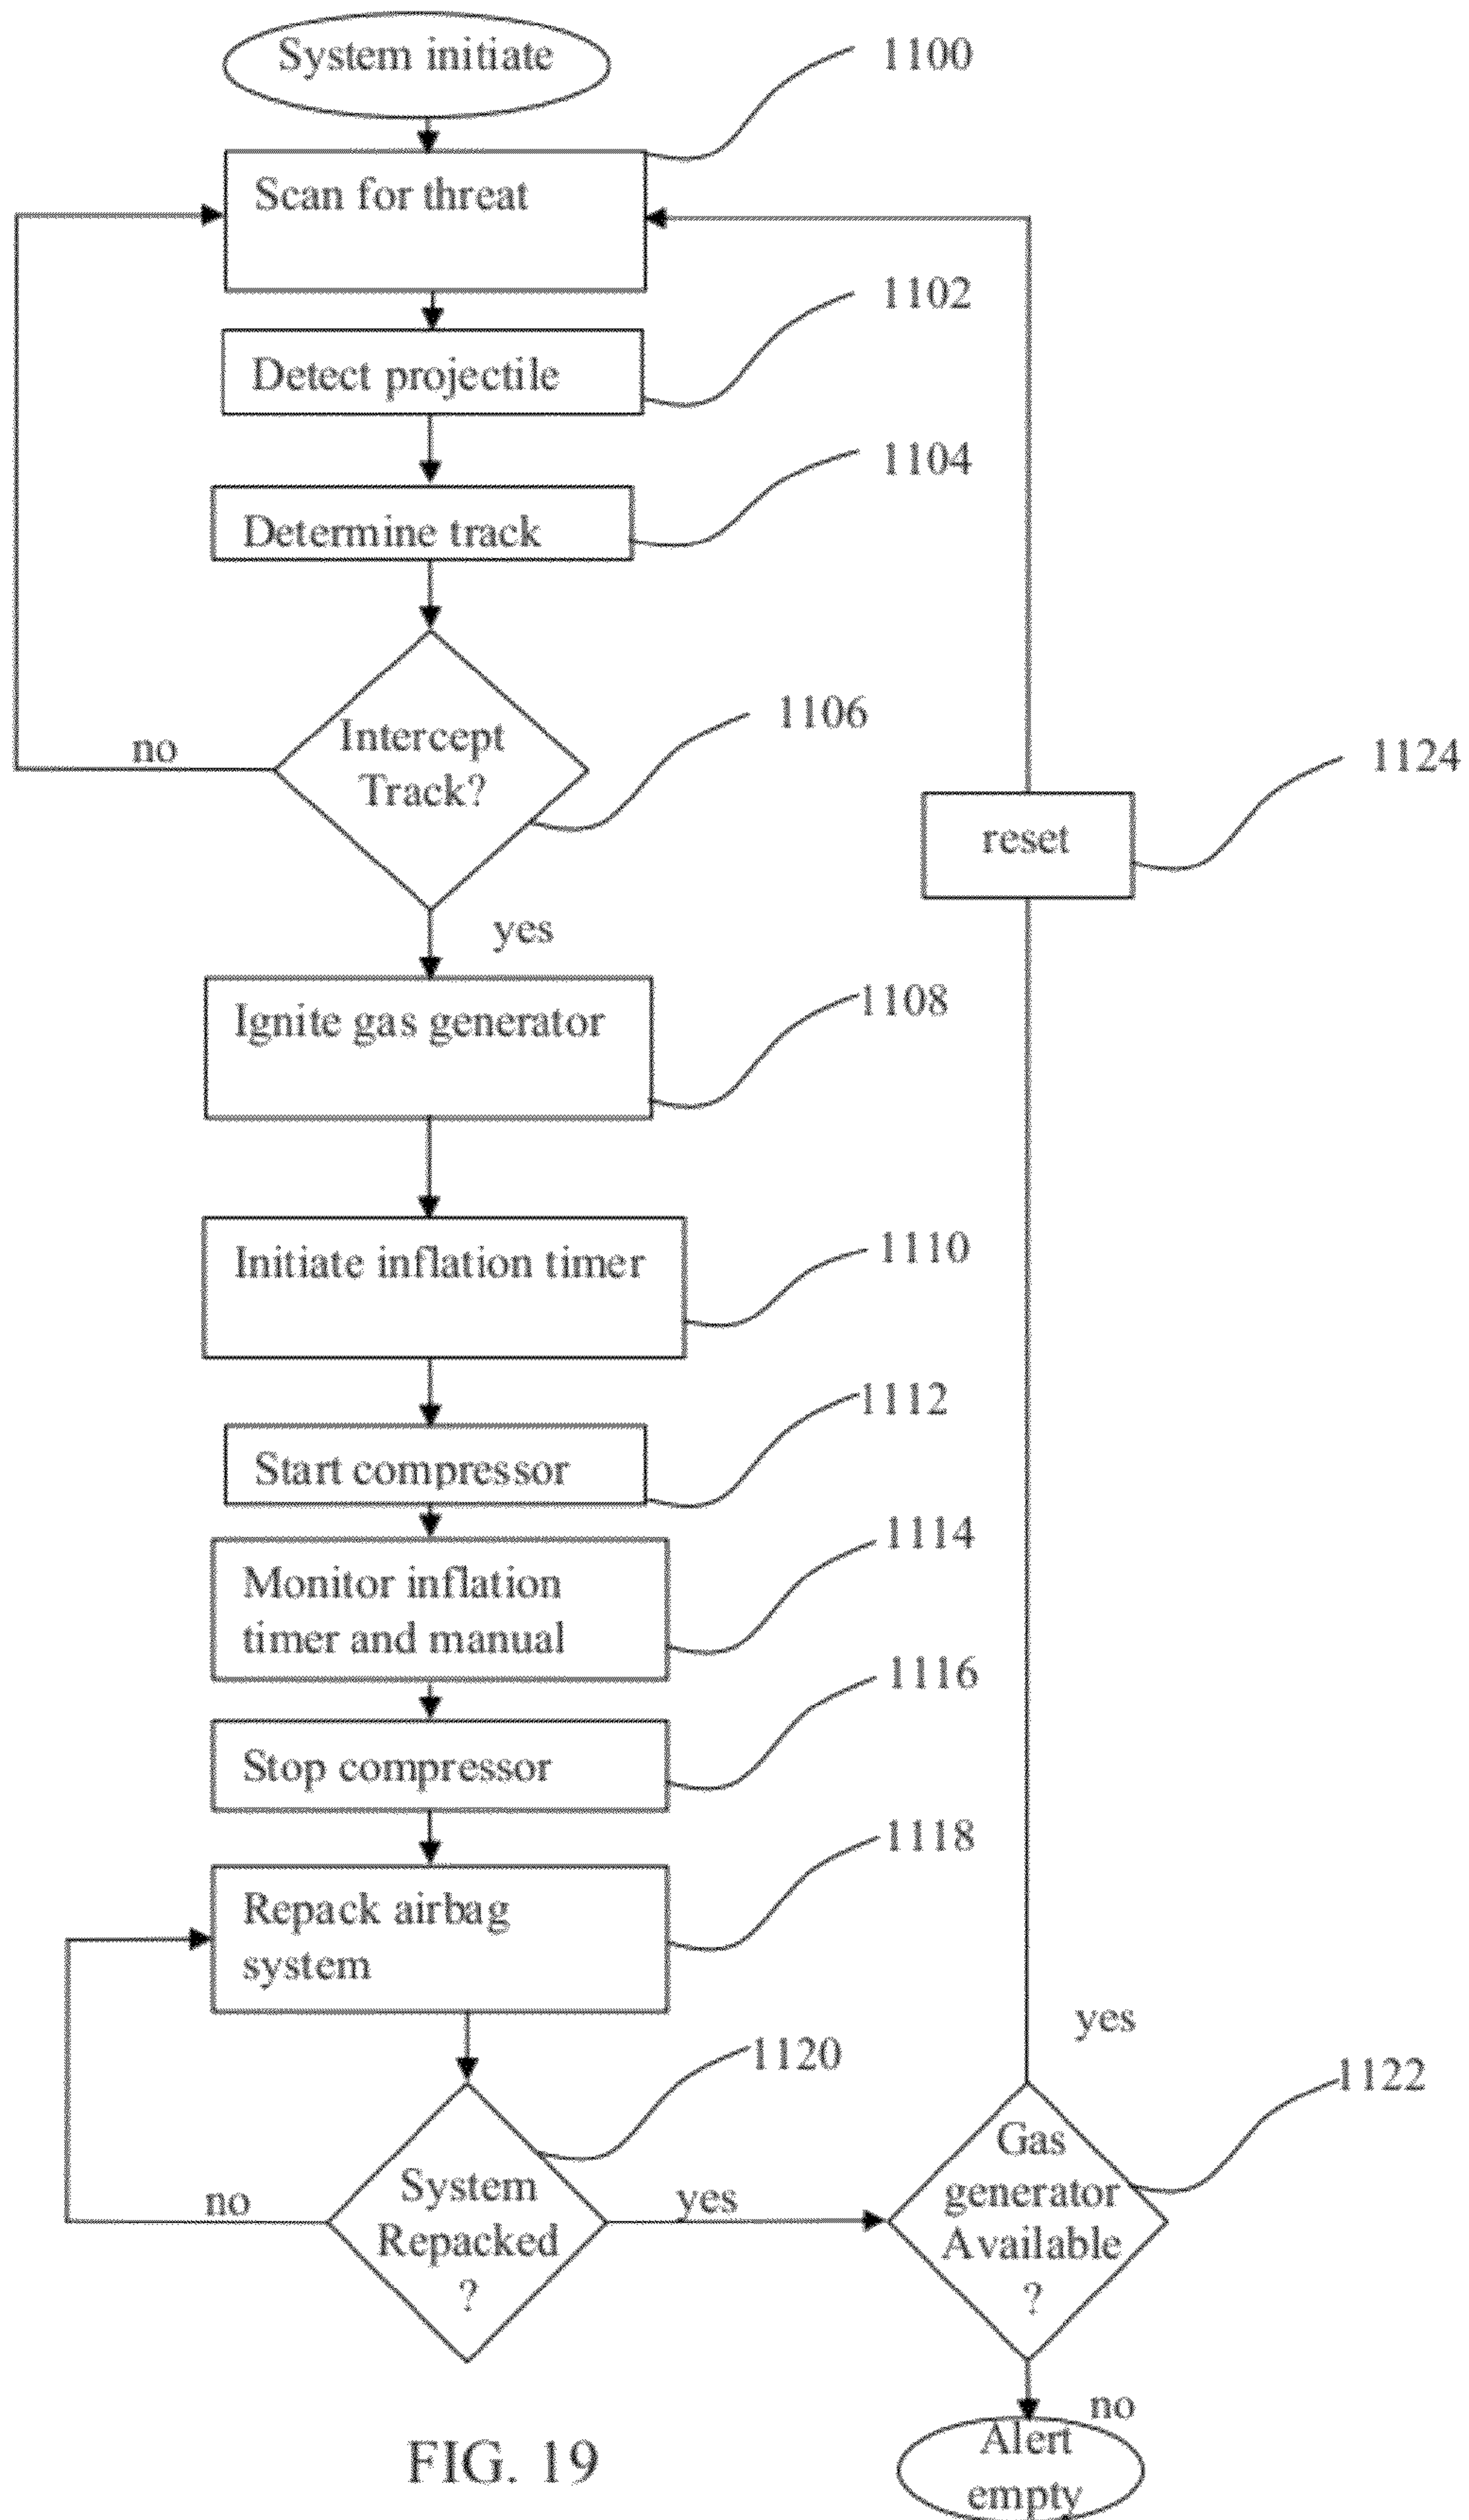 System initiate
1100
Scan for threat
1102
Detect projectile
1104
Determine track
1106
Intercept
Track?
no
1124
reset
yes
1108
Ignite gas generator
1110
Initiate inflation timer
1112
Start compressor
1114
Monitor inflation
timer and manual
1116
Stop compressor
1118
Repack airbag
system
yes
1120
1122
System
Repacked
?
no
yes
Gas
generator
Available
?
no
Alert
empty
FIG. 19